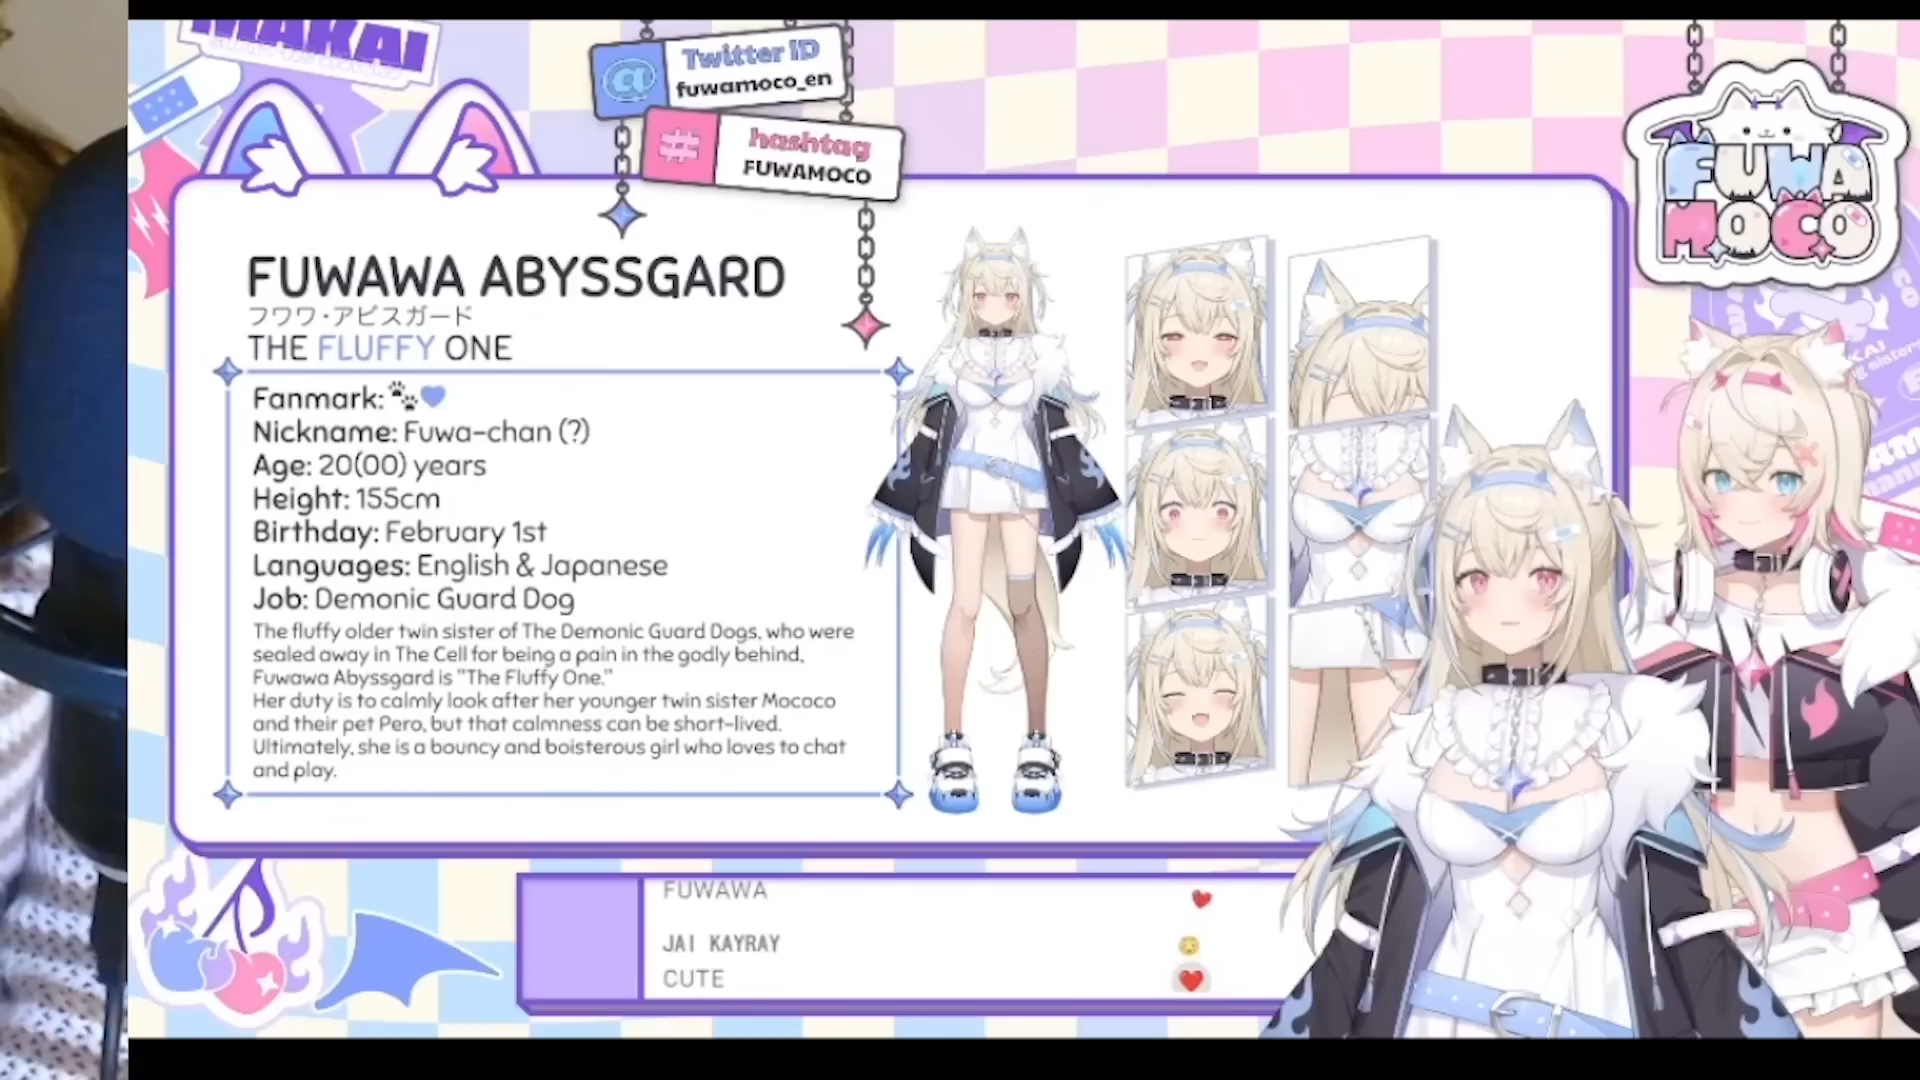 MAKAI
@
Twitter ID
fuwamoco_en
#
hashtag
FUWAMOCO
FUWA
MOCO
FUWAWA ABYSSGARD
フワワ・アビスガード
THE FLUFFY ONE
Fanmark:
Nickname: Fuwa-chan (?)
Age: 20(00) years
Height: 155cm
Birthday: February 1st
Languages: English & Japanese
Job: Demonic Guard Dog
The fluffy older twin sister of The Demonic Guard Dogs, who were
sealed away in The Cell for being a pain in the godly behind,
Fuwawa Abyssgard is "The Fluffy One."
Her duty is to calmly look after her younger twin sister Mococo
and their pet Pero, but that calmness can be short-lived.
Ultimately, she is a bouncy and boisterous girl who loves to chat
and play.
FUWAWA
JAI KAYRAY
CUTE